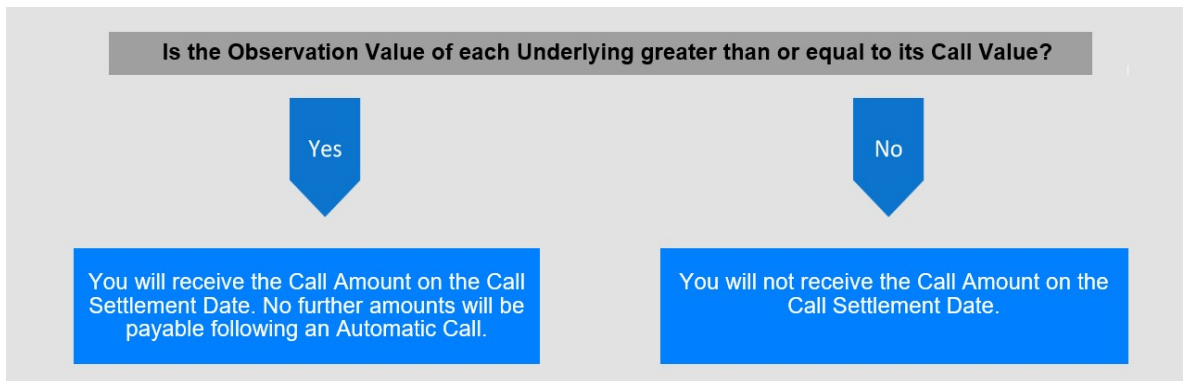 Is the Observation Value of each Underlying greater than or equal to its Call Value?
Yes
No
You will receive the Call Amount on the Call
Settlement Date. No further amounts will be
payable following an Automatic Call.
You will not receive the Call Amount on the
Call Settlement Date.